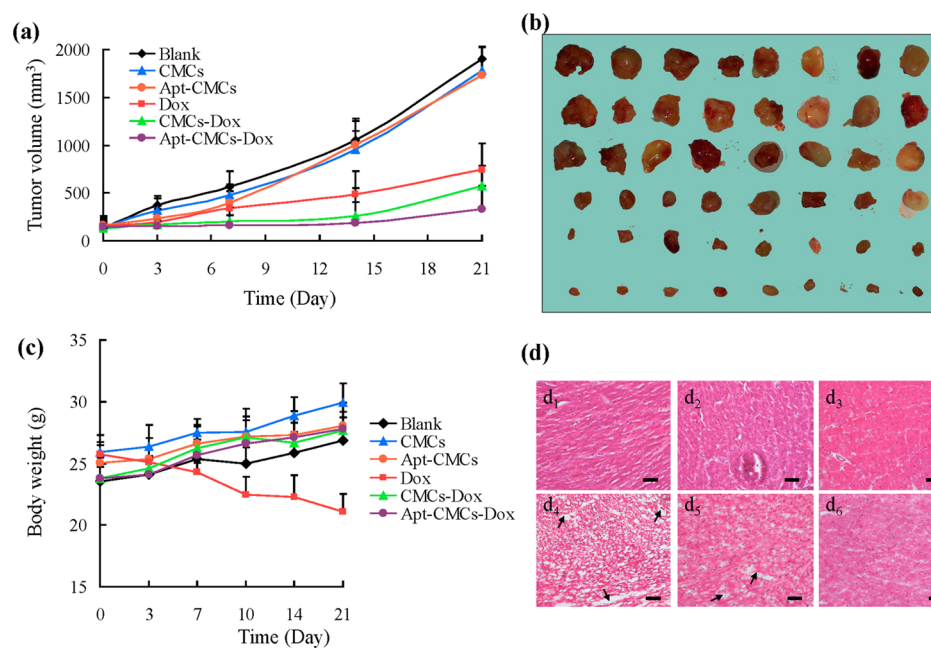 (a)
Tumor volume (mm³)
2000
1500
1000
500
0
0 3 6 9 12 15 18 21
Time (Day)
Blank
CMCs
Apt-CMCs
Dox
CMCs-Dox
Apt-CMCs-Dox
(b)
(c)
Body weight (g)
35
30
25
20
15
0 3 7 10 14 21
Time (Day)
Blank
CMCs
Apt-CMCs
Dox
CMCs-Dox
Apt-CMCs-Dox
(d)
d₁ d₂ d₃
d₄ d₅ d₆